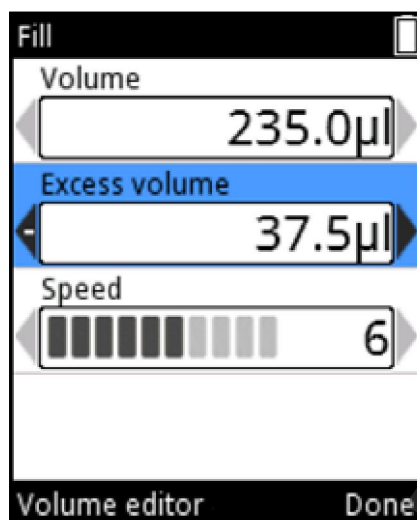 Fill
Volume
235.0µl
Excess volume
- 37.5µl
Speed
6
Volume editor Done